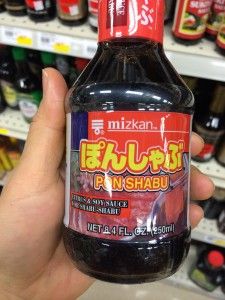 ぶ
mizkan
ぽんしゃぶ
PON SHABU
CITRUS & SOY SAUCE
FOR SHABU-SHABU
NET 8.4 FL. OZ. (250ml)